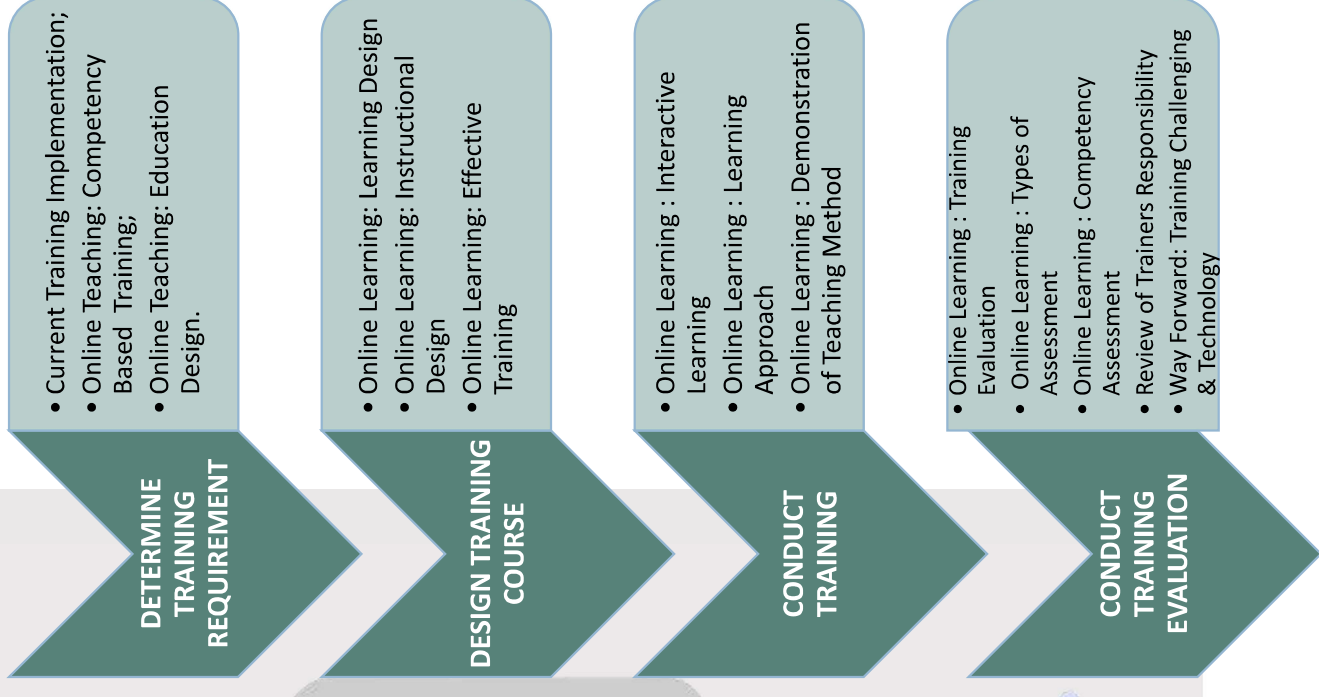 DETERMINE
TRAINING
REQUIREMENT
• Current Training Implementation;
• Online Teaching: Competency
Based Training;
• Online Teaching: Education
Design.
DESIGN TRAINING
COURSE
• Online Learning: Learning Design
• Online Learning: Instructional
Design
• Online Learning: Effective
Training
CONDUCT
TRAINING
• Online Learning : Interactive
Learning
• Online Learning : Learning
Approach
• Online Learning : Demonstration
of Teaching Method
CONDUCT
TRAINING
EVALUATION
• Online Learning : Training
Evaluation
• Online Learning : Types of
Assessment
• Online Learning : Competency
Assessment
• Review of Trainers Responsibility
• Way Forward: Training Challenging
& Technology